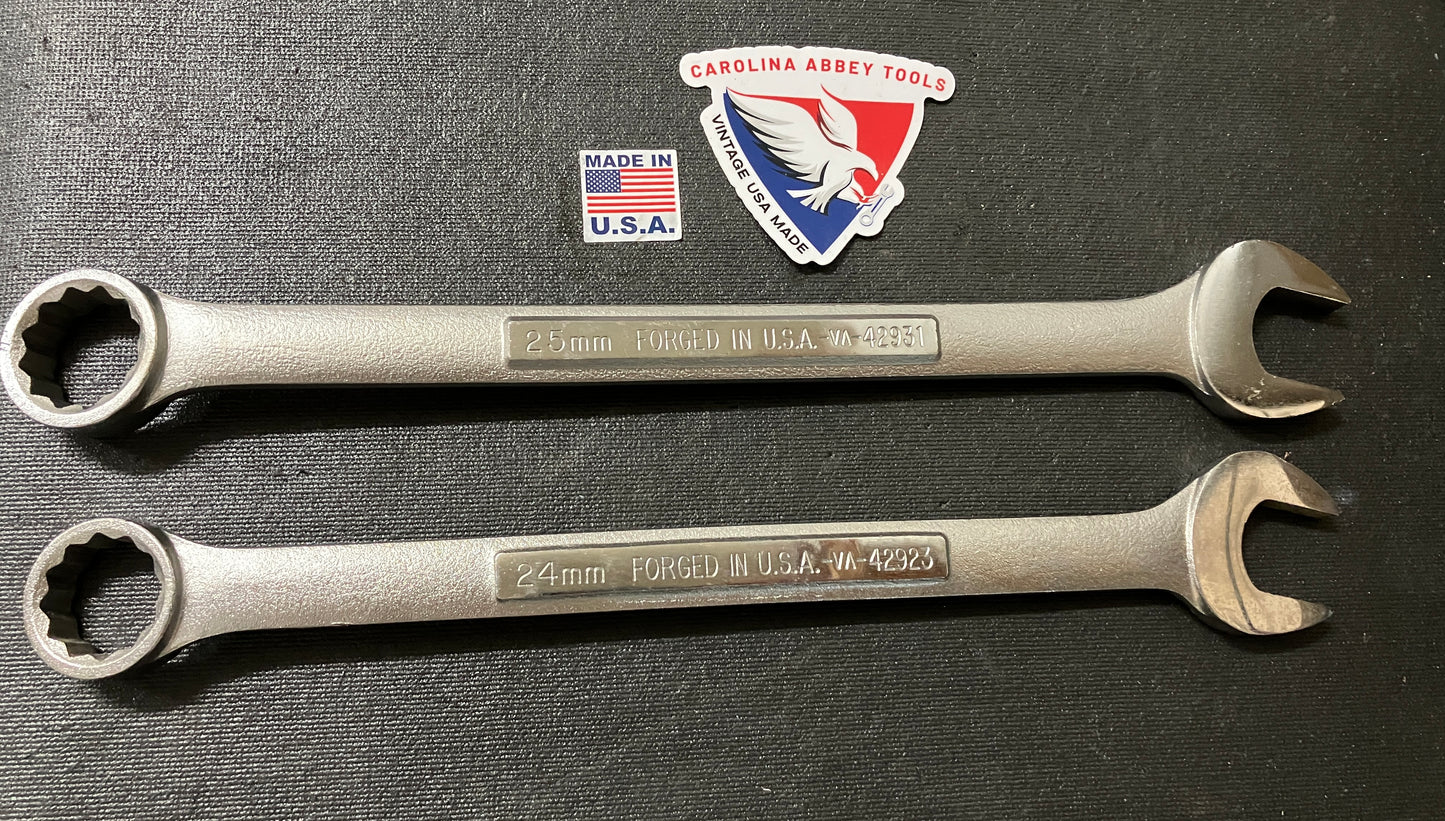 CAROLINA ABBEY TOOLS
VINTAGE USA MADE
MADE IN
U.S.A.
25mm FORGED IN U.S.A.-VA-42931
24mm FORGED IN U.S.A.-VA-42923